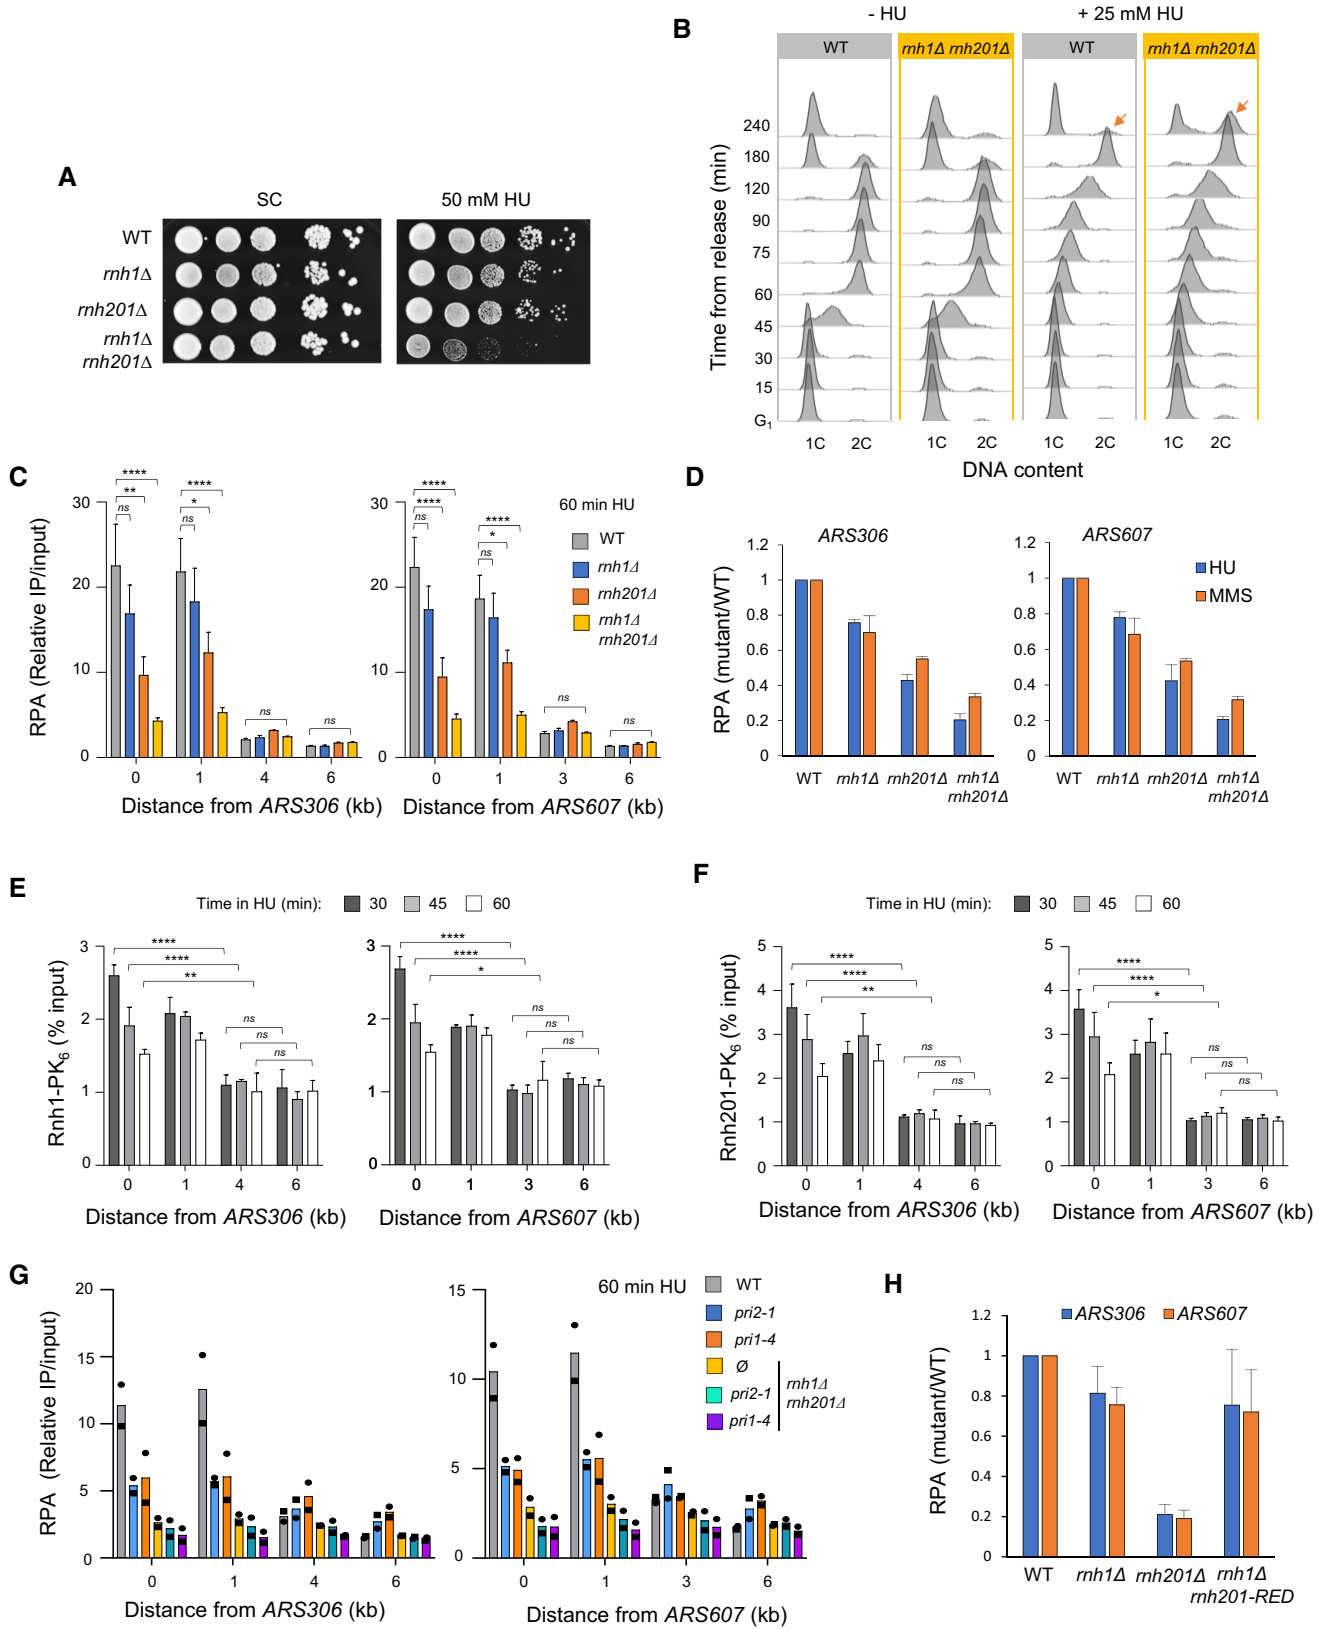 A
SC
50 mM HU
WT
rnh1Δ
rnh201Δ
rnh1Δ
rnh201Δ
B
- HU
+ 25 mM HU
WT
rnh1Δ rnh201Δ
WT
rnh1Δ rnh201Δ
Time from release (min)
240
180
120
90
75
60
45
30
15
G1
1C 2C 1C 2C 1C 2C 1C 2C
DNA content
C
RPA (Relative IP/input)
30
20
10
0
****
**
ns
****
*
ns
ns
ns
0 1 4 6
Distance from ARS306 (kb)
30
20
10
0
****
****
ns
****
*
ns
ns
ns
0 1 3 6
Distance from ARS607 (kb)
60 min HU
WT
rnh1Δ
rnh201Δ
rnh1Δ
rnh201Δ
D
RPA (mutant/WT)
ARS306
1.2
1
0.8
0.6
0.4
0.2
0
WT rnh1Δ rnh201Δ rnh1Δ
rnh201Δ
ARS607
1.2
1
0.8
0.6
0.4
0.2
0
WT rnh1Δ rnh201Δ rnh1Δ
rnh201Δ
HU
MMS
E
Time in HU (min): 30 45 60
Rnh1-PK6 (% input)
3
2
1
0
****
****
**
ns
ns
ns
0 1 4 6
Distance from ARS306 (kb)
3
2
1
0
****
****
*
ns
ns
ns
0 1 3 6
Distance from ARS607 (kb)
F
Time in HU (min): 30 45 60
Rnh201-PK6 (% input)
5
4
3
2
1
0
****
****
**
ns
ns
ns
0 1 4 6
Distance from ARS306 (kb)
5
4
3
2
1
0
****
****
*
ns
ns
ns
0 1 3 6
Distance from ARS607 (kb)
G
RPA (Relative IP/input)
20
15
10
5
0
0 1 4 6
Distance from ARS306 (kb)
15
10
5
0
0 1 3 6
Distance from ARS607 (kb)
60 min HU
WT
pri2-1
pri1-4
Ø
pri2-1
pri1-4
rnh1Δ
rnh201Δ
H
RPA (mutant/WT)
ARS306 ARS607
1.2
1
0.8
0.6
0.4
0.2
0
WT rnh1Δ rnh201Δ rnh1Δ
rnh201-RED